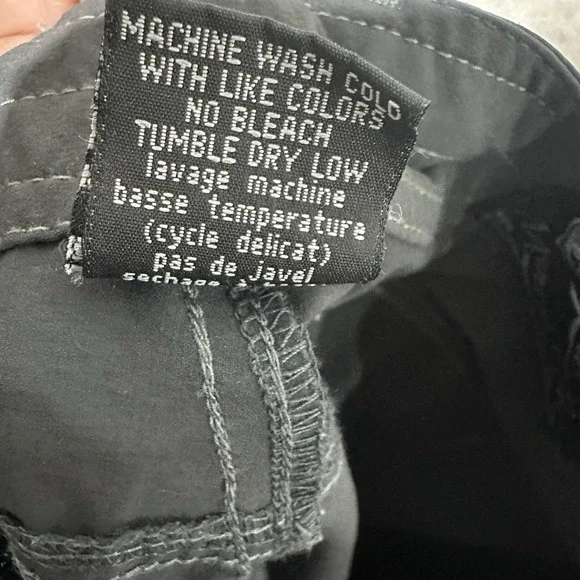 MACHINE WASH COLD
WITH LIKE COLORS
NO BLEACH
TUMBLE DRY LOW
lavage machine
basse temperature
(cycle delicat)
pas de javel
sechage